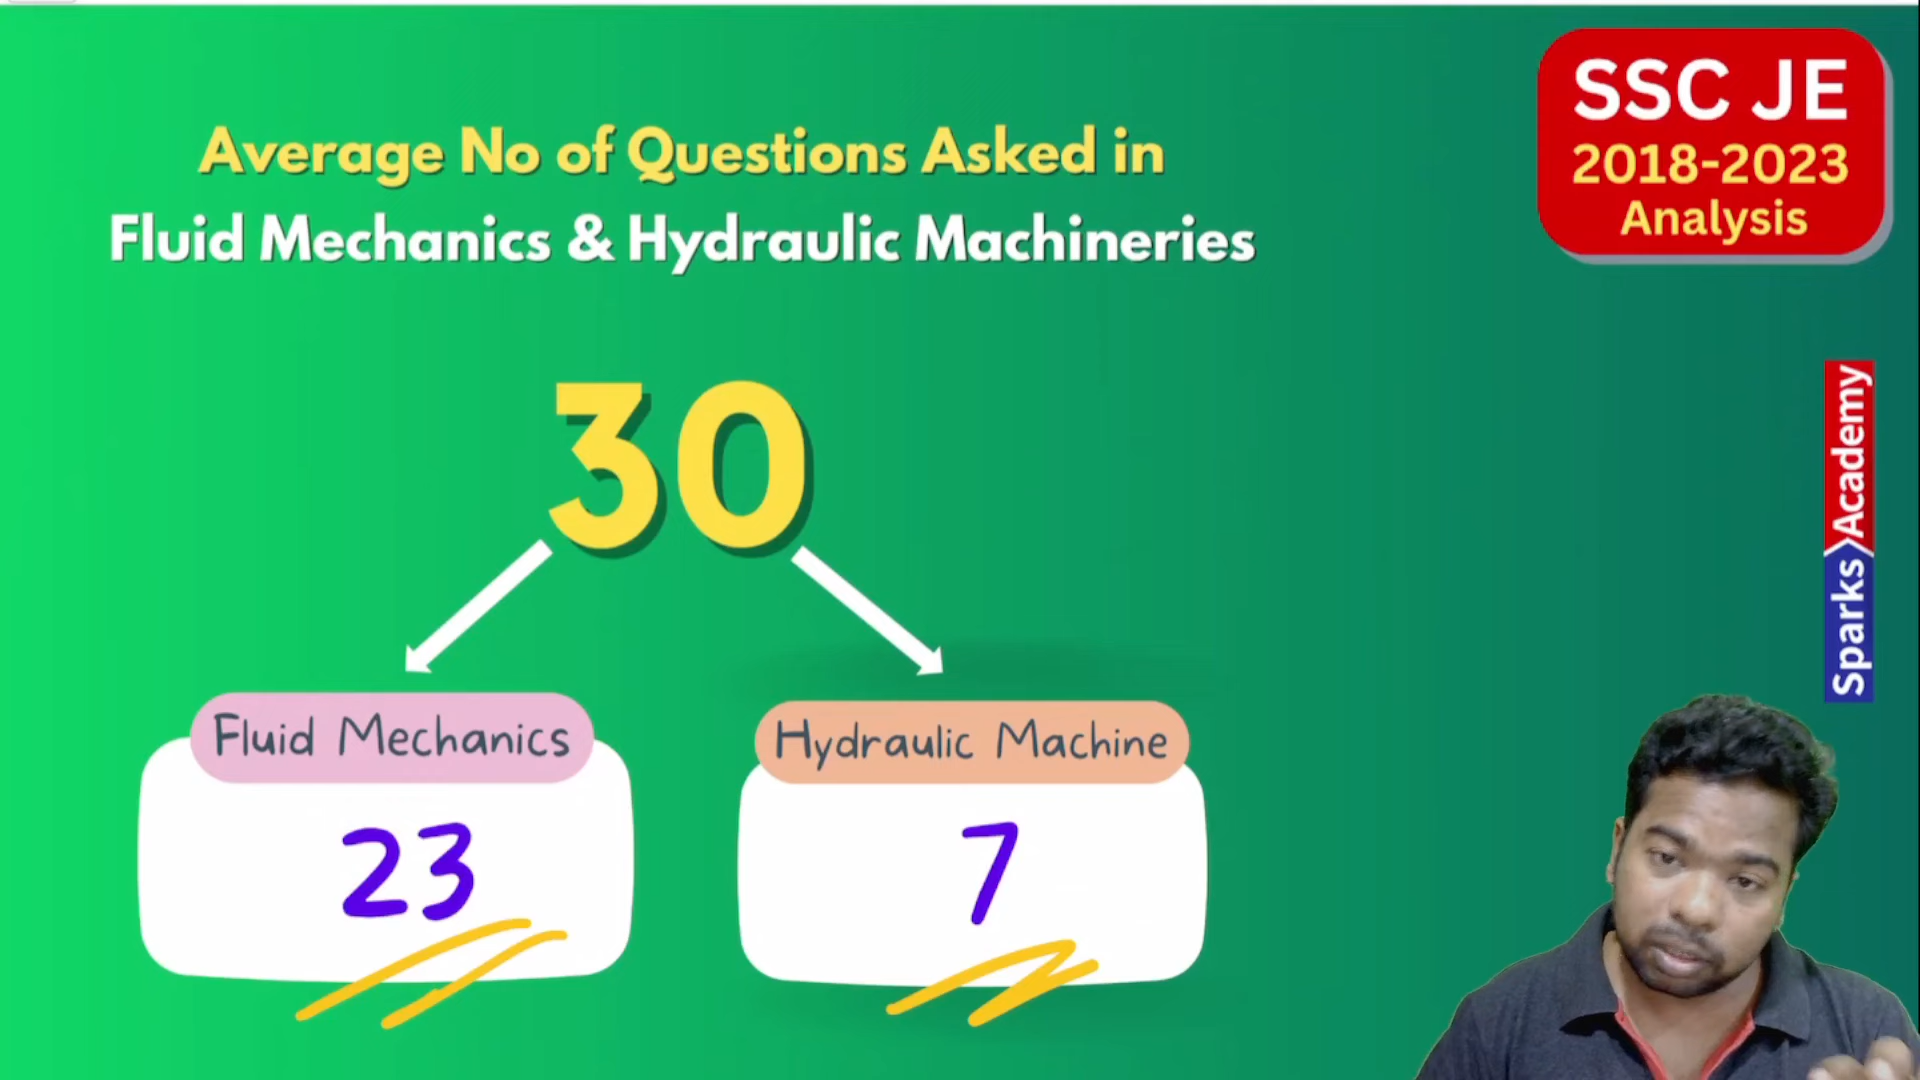 Average No of Questions Asked in
Fluid Mechanics & Hydraulic Machineries
SSC JE
2018-2023
Analysis
30
Fluid Mechanics
23
Hydraulic Machine
7
Sparks Academy